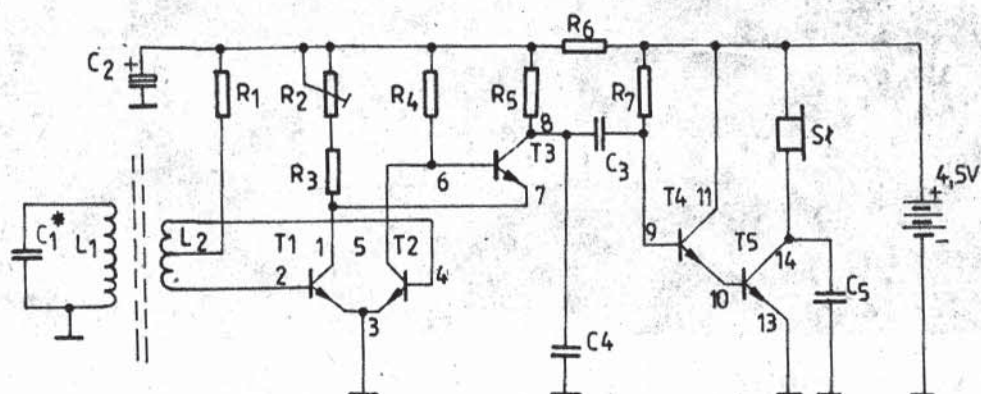 R6
C2 +
R1 R2 R4 R5 R7
8
Sł
T3
C3
6
R3
7
4,5V
+
-
T4 11
C1*
L1
L2
T1 1 5 T2
9
T5
14
2
4
C5
10
3
13
C4